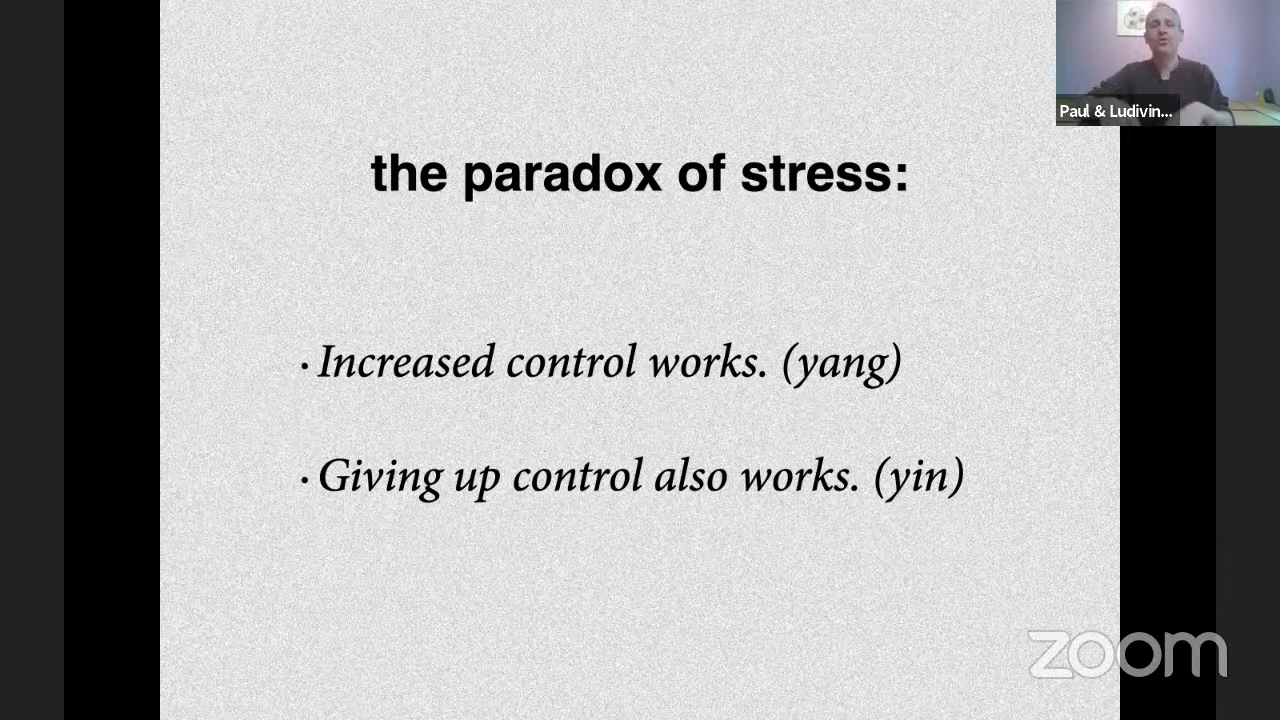 Paul & Ludivin...
the paradox of stress:
· Increased control works. (yang)
· Giving up control also works. (yin)
zoom